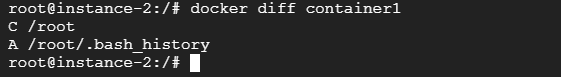 root@instance-2:/# docker diff container1
C /root
A /root/.bash_history
root@instance-2:/#